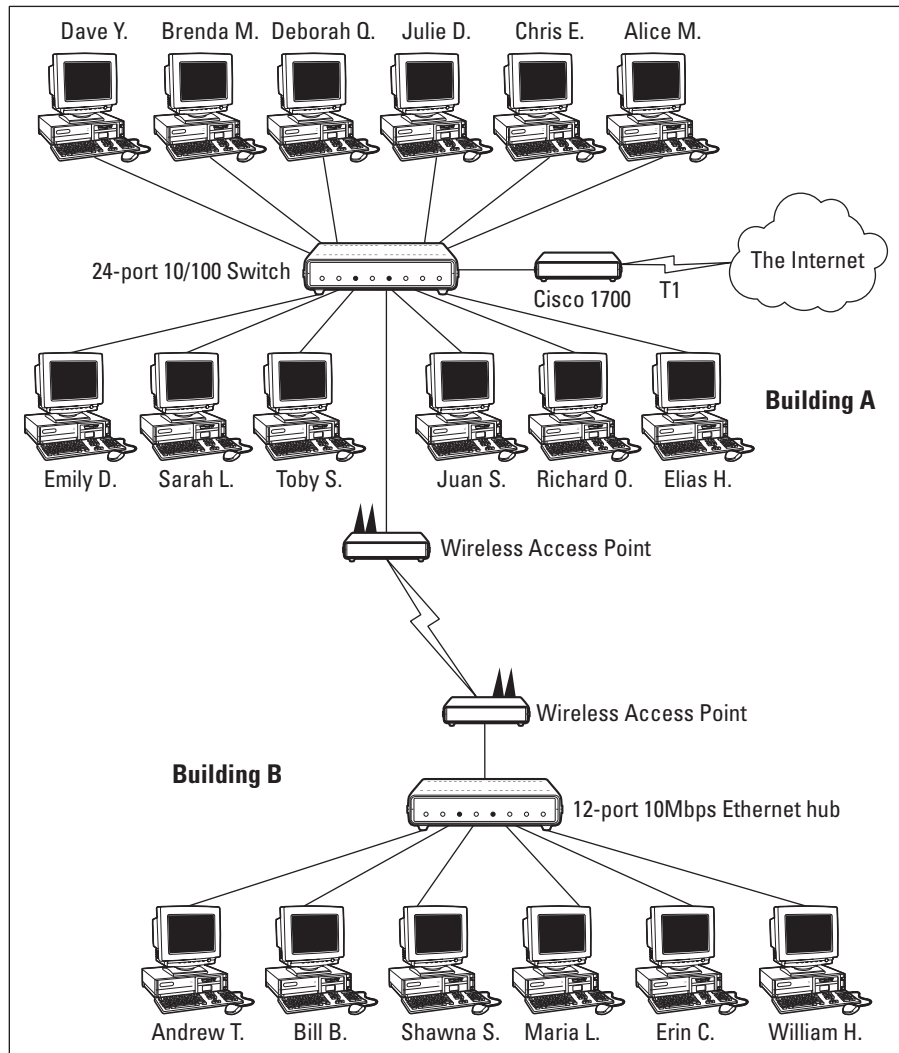 Dave Y.
Brenda M.
Deborah Q.
Julie D.
Chris E.
Alice M.
24-port 10/100 Switch
Cisco 1700
T1
The Internet
Building A
Emily D.
Sarah L.
Toby S.
Juan S.
Richard O.
Elias H.
Wireless Access Point
Wireless Access Point
Building B
12-port 10Mbps Ethernet hub
Andrew T.
Bill B.
Shawna S.
Maria L.
Erin C.
William H.